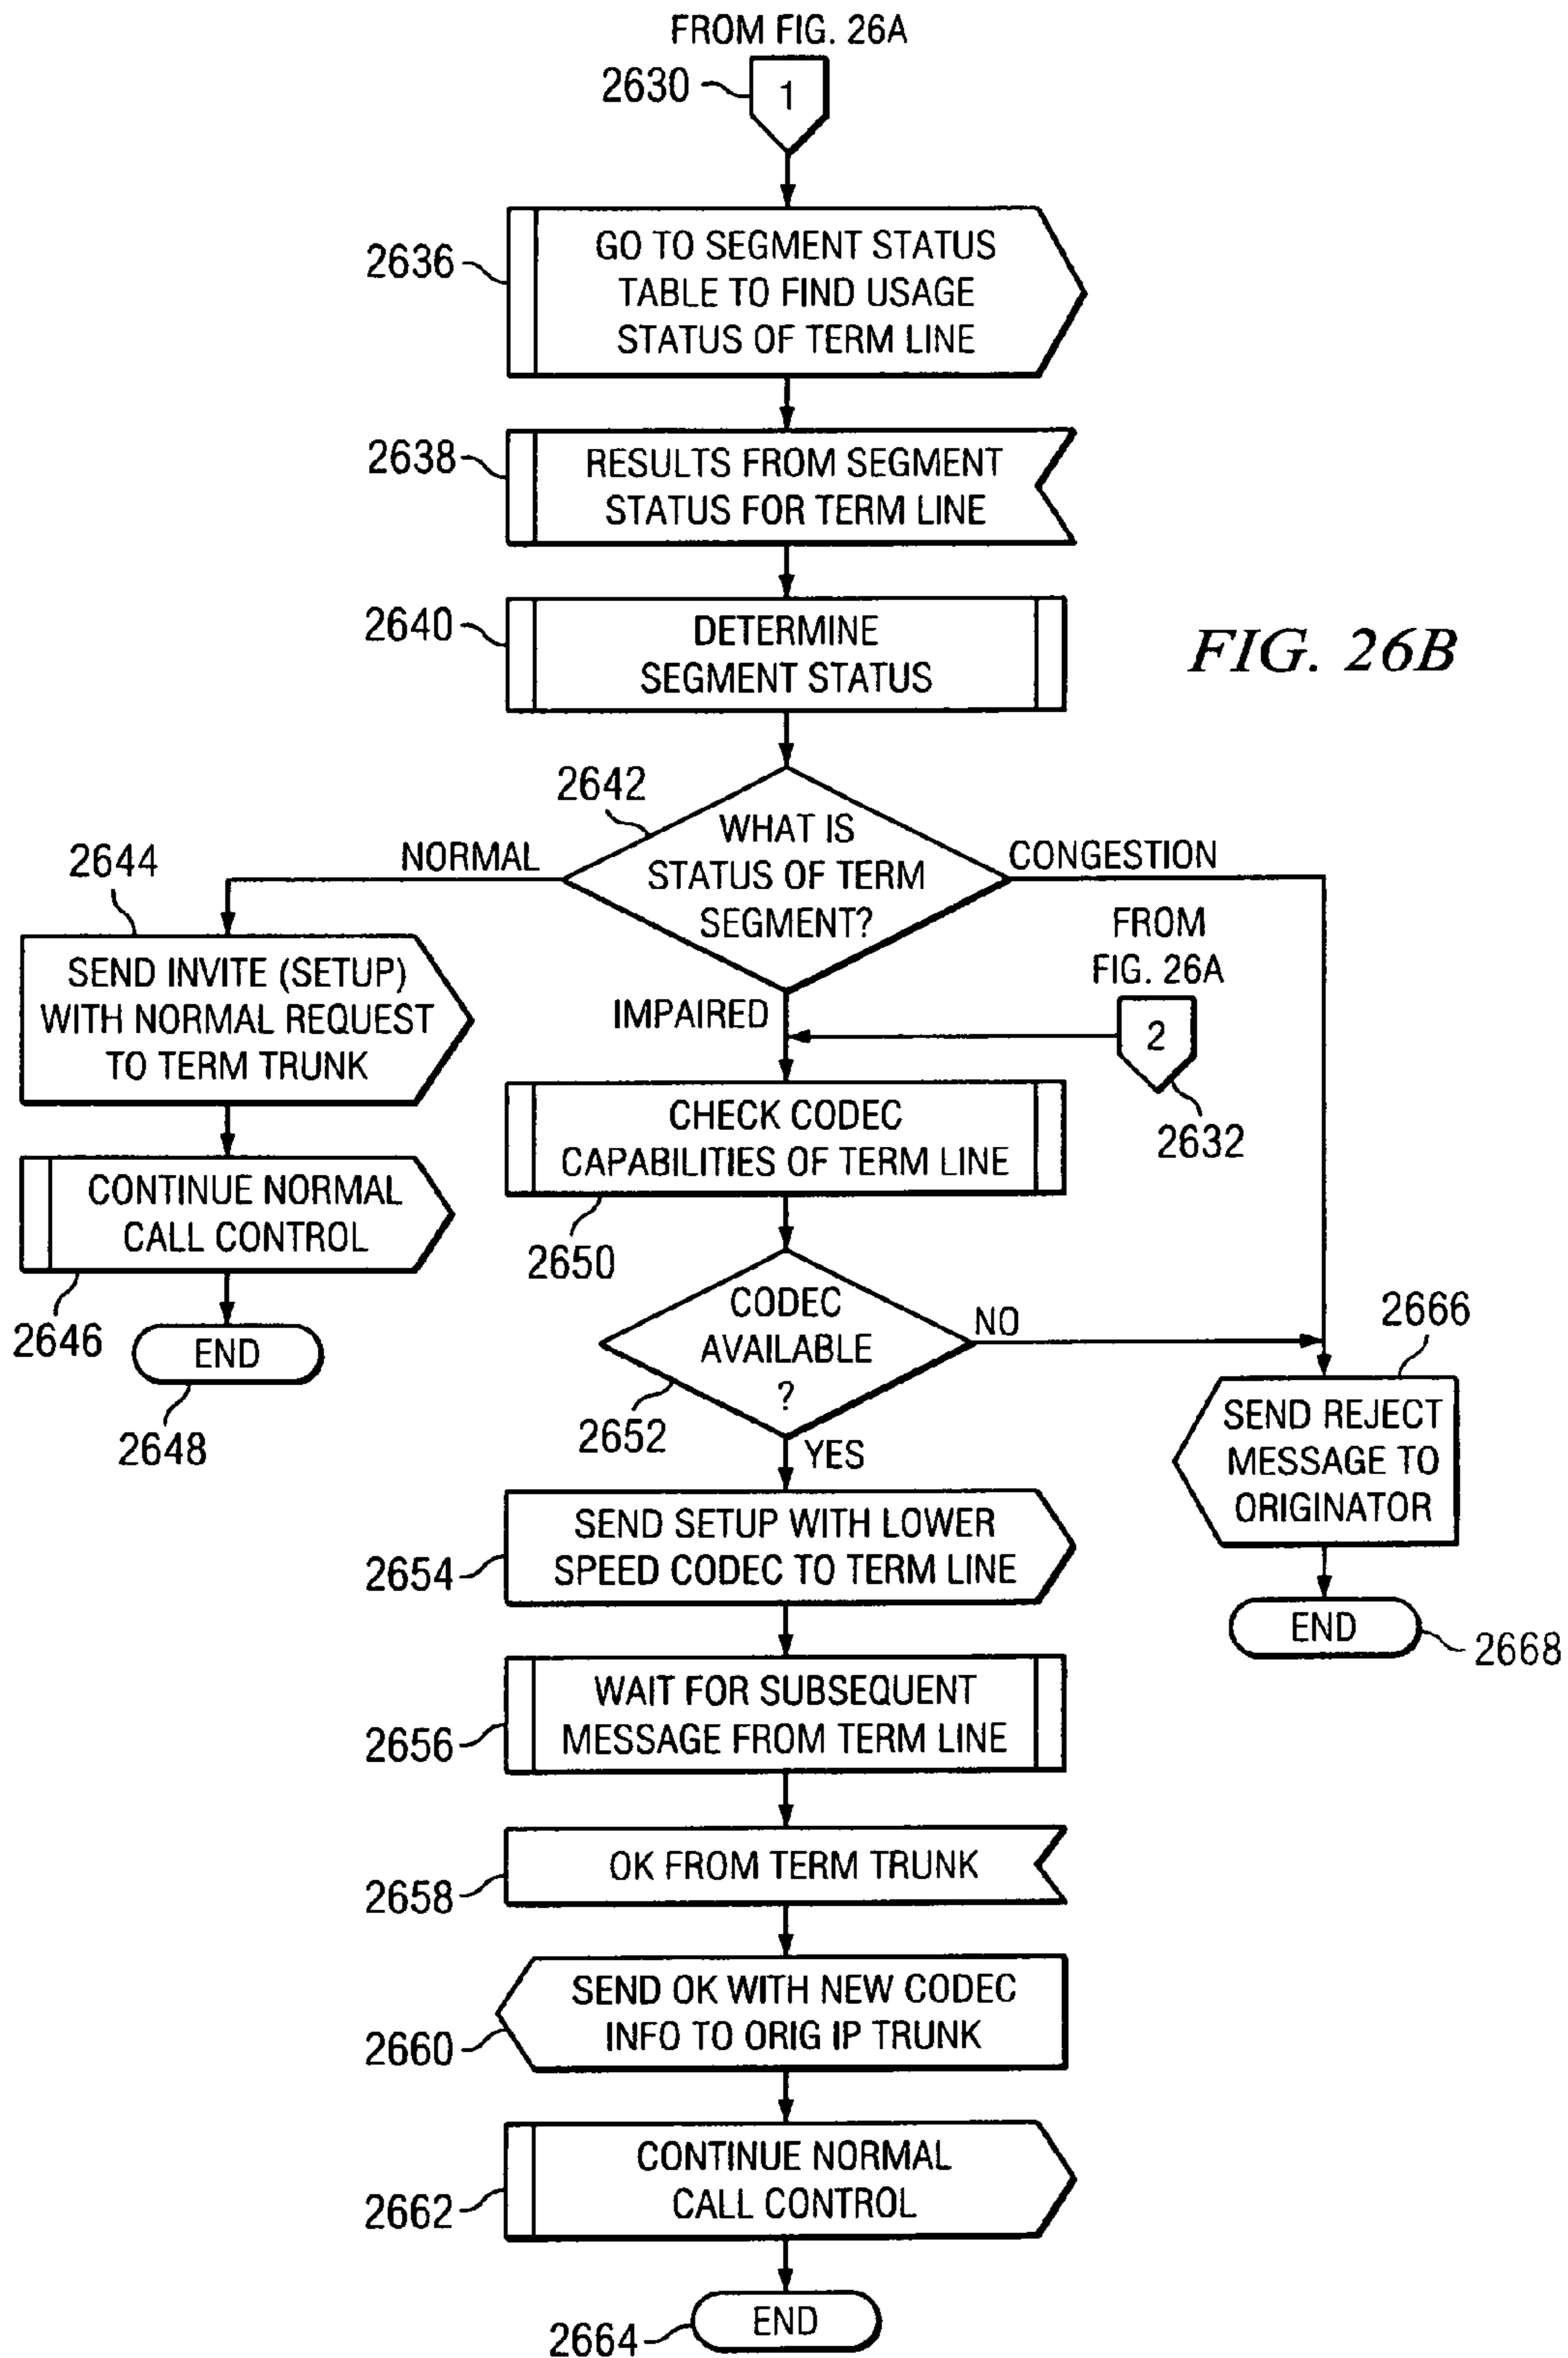 FROM FIG. 26A
2630
1
2636
GO TO SEGMENT STATUS
TABLE TO FIND USAGE
STATUS OF TERM LINE
2638
RESULTS FROM SEGMENT
STATUS FOR TERM LINE
2640
DETERMINE
SEGMENT STATUS
FIG. 26B
2642
WHAT IS
STATUS OF TERM
SEGMENT?
NORMAL
CONGESTION
IMPAIRED
2644
SEND INVITE (SETUP)
WITH NORMAL REQUEST
TO TERM TRUNK
CONTINUE NORMAL
CALL CONTROL
2646
END
2648
FROM
FIG. 26A
2
2632
CHECK CODEC
CAPABILITIES OF TERM LINE
2650
CODEC
AVAILABLE
?
2652
NO
YES
2666
SEND REJECT
MESSAGE TO
ORIGINATOR
END
2668
2654
SEND SETUP WITH LOWER
SPEED CODEC TO TERM LINE
2656
WAIT FOR SUBSEQUENT
MESSAGE FROM TERM LINE
2658
OK FROM TERM TRUNK
2660
SEND OK WITH NEW CODEC
INFO TO ORIG IP TRUNK
2662
CONTINUE NORMAL
CALL CONTROL
2664
END